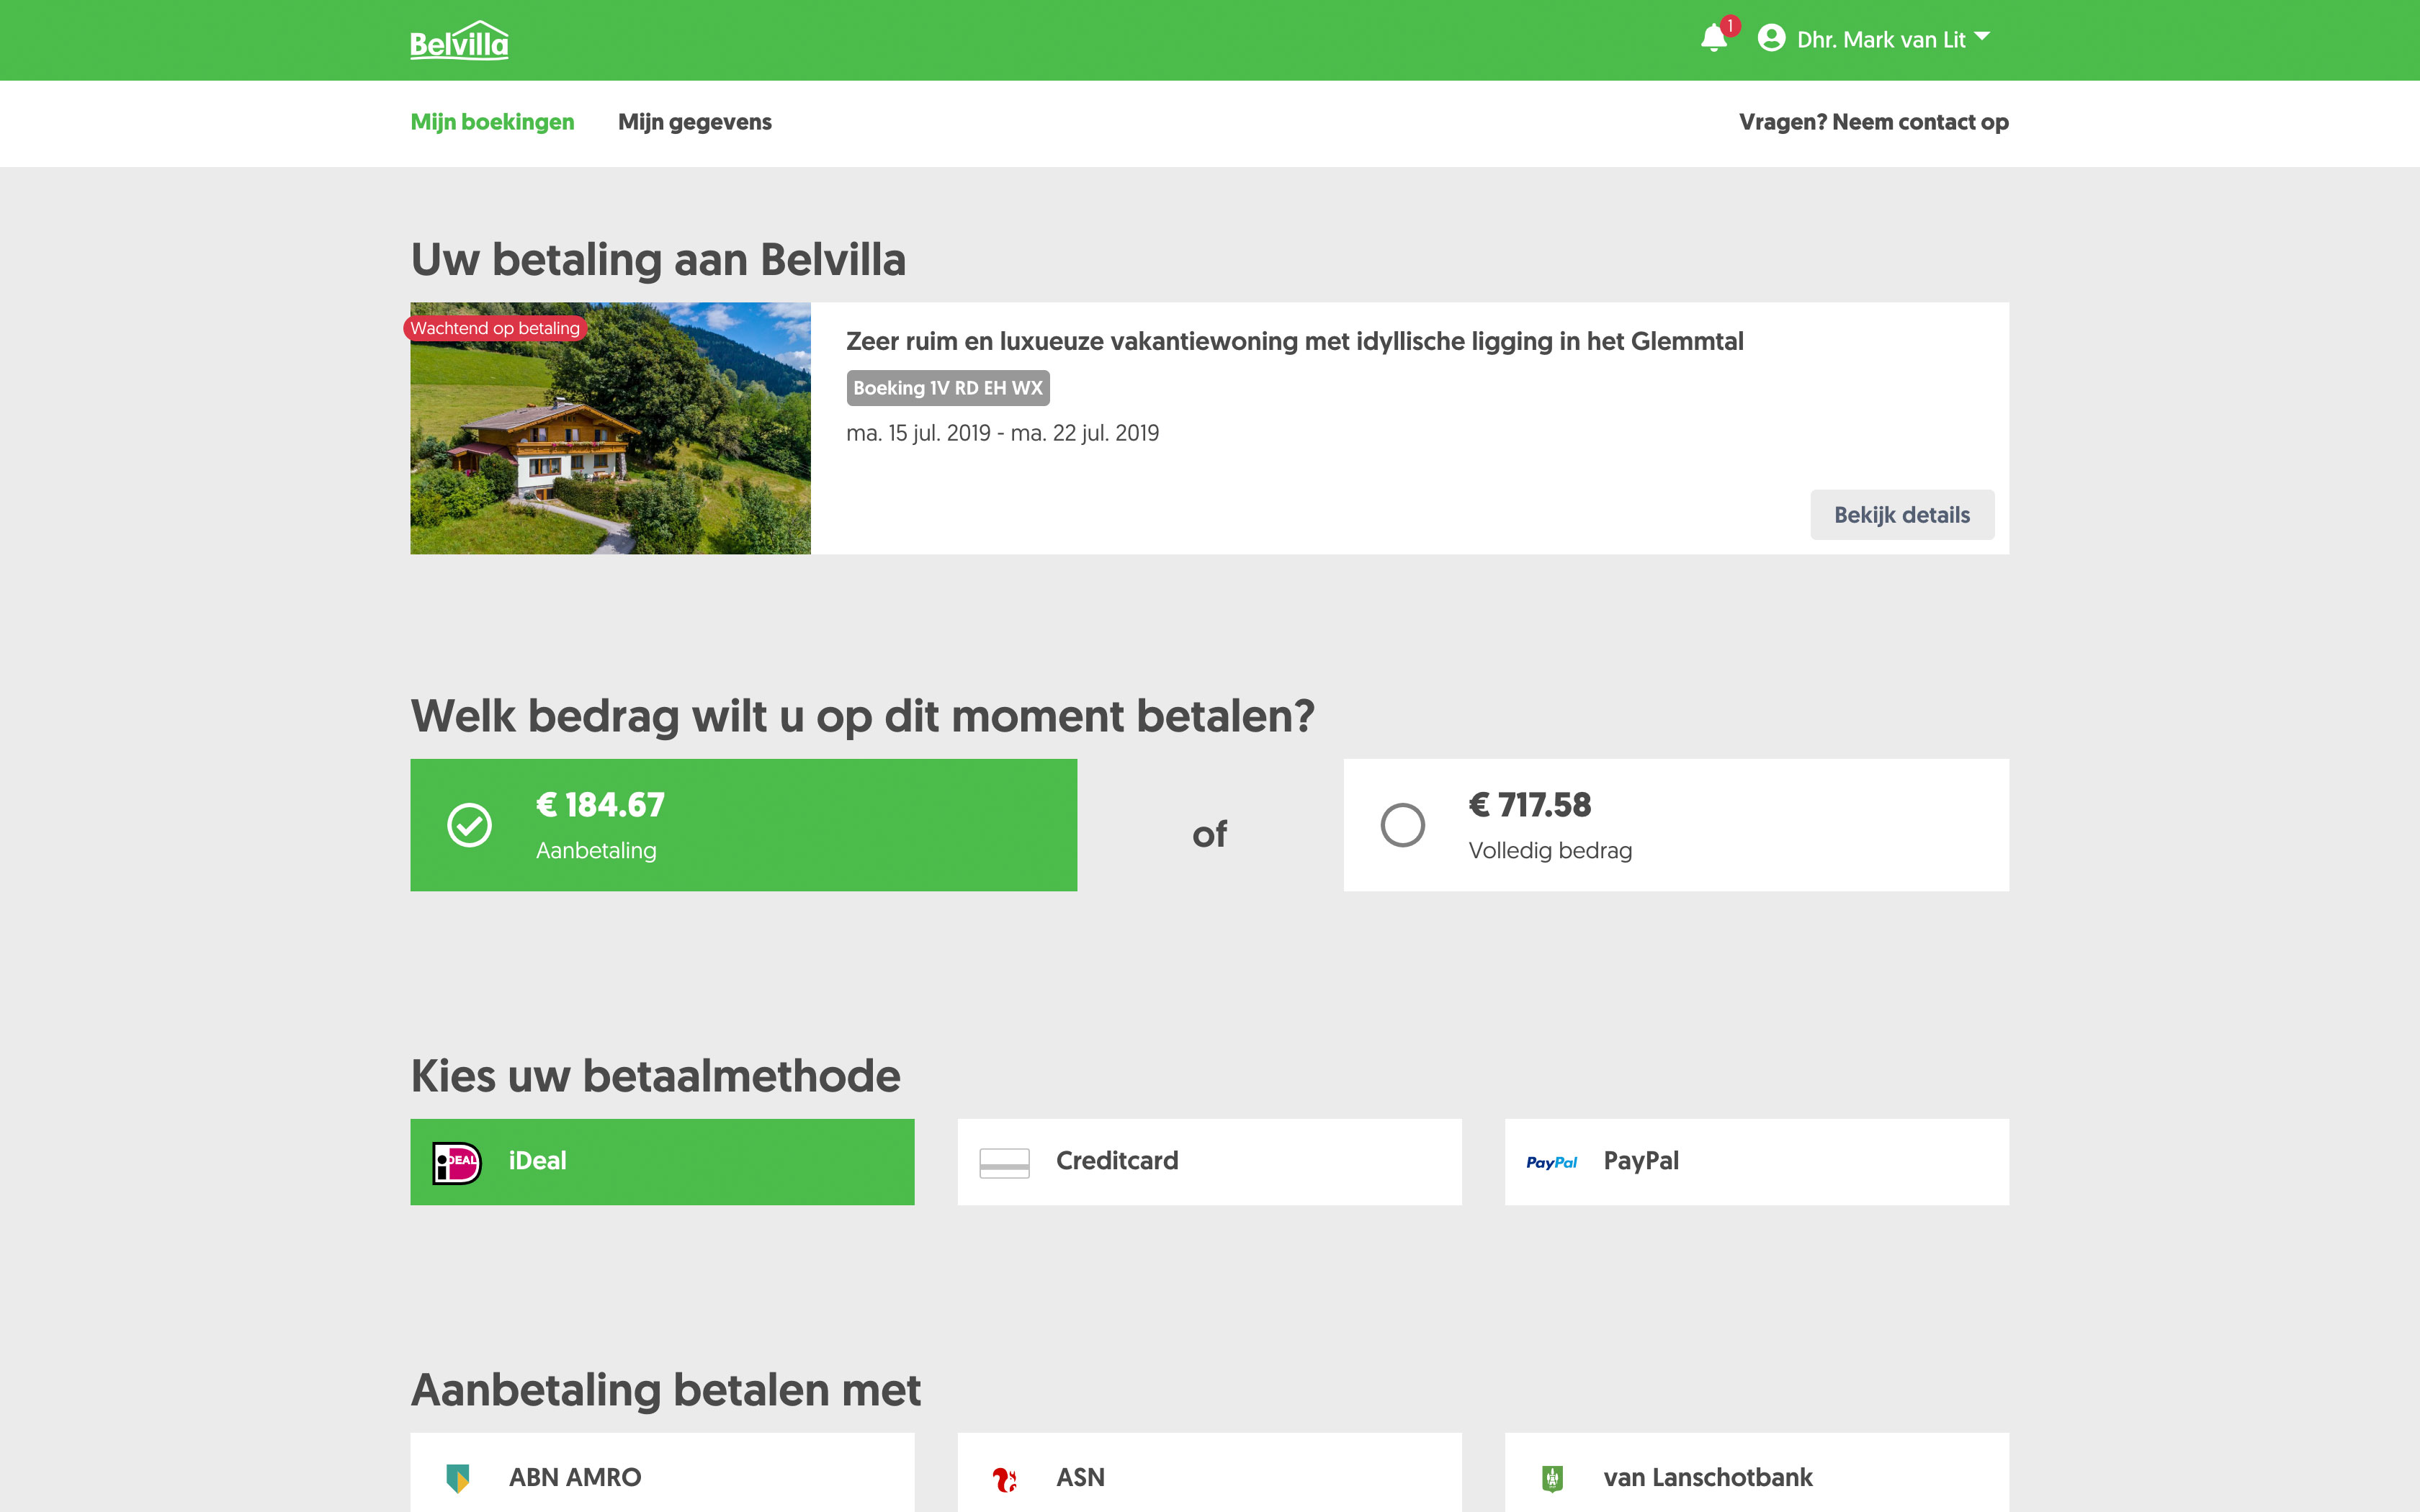 Belvilla
1
Dhr. Mark van Lit
Mijn boekingen
Mijn gegevens
Vragen? Neem contact op
Uw betaling aan Belvilla
Wachtend op betaling
Zeer ruim en luxueuze vakantiewoning met idyllische ligging in het Glemmtal
Boeking 1V RD EH WX
ma. 15 jul. 2019 - ma. 22 jul. 2019
Bekijk details
Welk bedrag wilt u op dit moment betalen?
€ 184.67
Aanbetaling
of
€ 717.58
Volledig bedrag
Kies uw betaalmethode
iDEAL
iDeal
Creditcard
PayPal
PayPal
Aanbetaling betalen met
ABN AMRO
ASN
van Lanschotbank